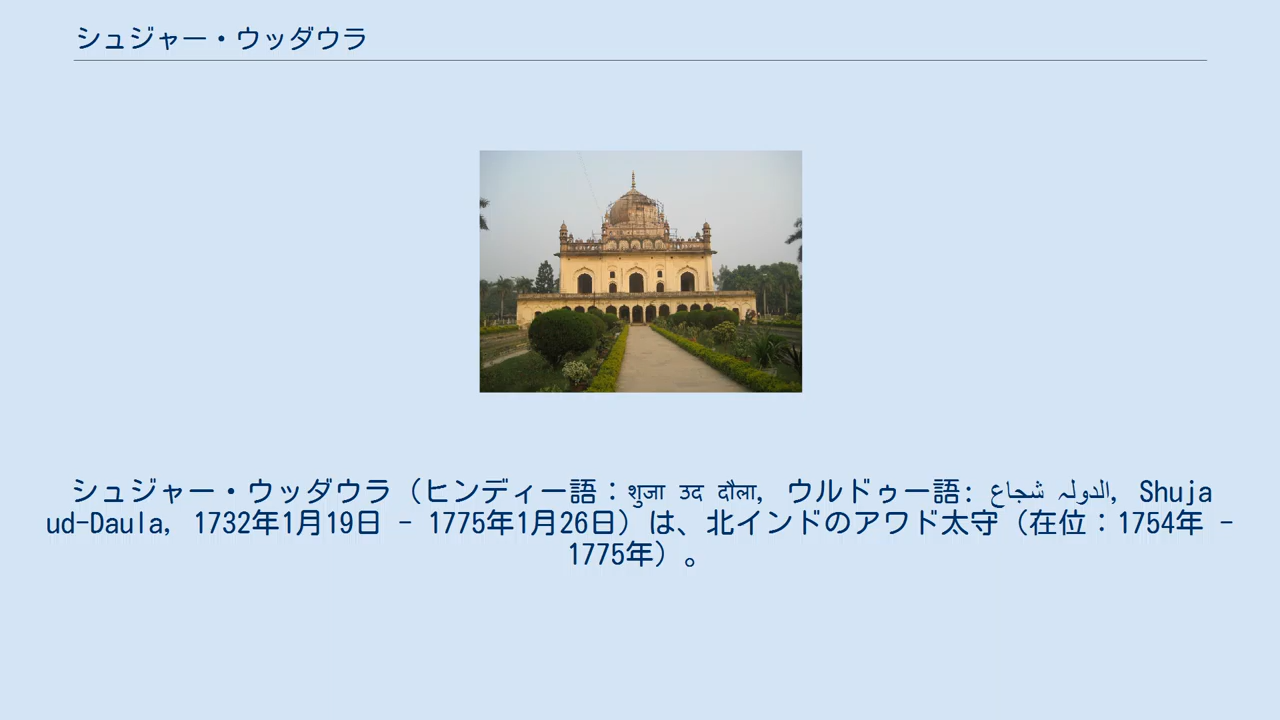 シュジャー・ウッダウラ
シュジャー・ウッダウラ（ヒンディー語：शुजा उद दौला, ウルドゥー語: شجاع الدولہ, Shuja
ud-Daula, 1732年1月19日 - 1775年1月26日）は、北インドのアワド太守（在位：1754年 -
1775年）。